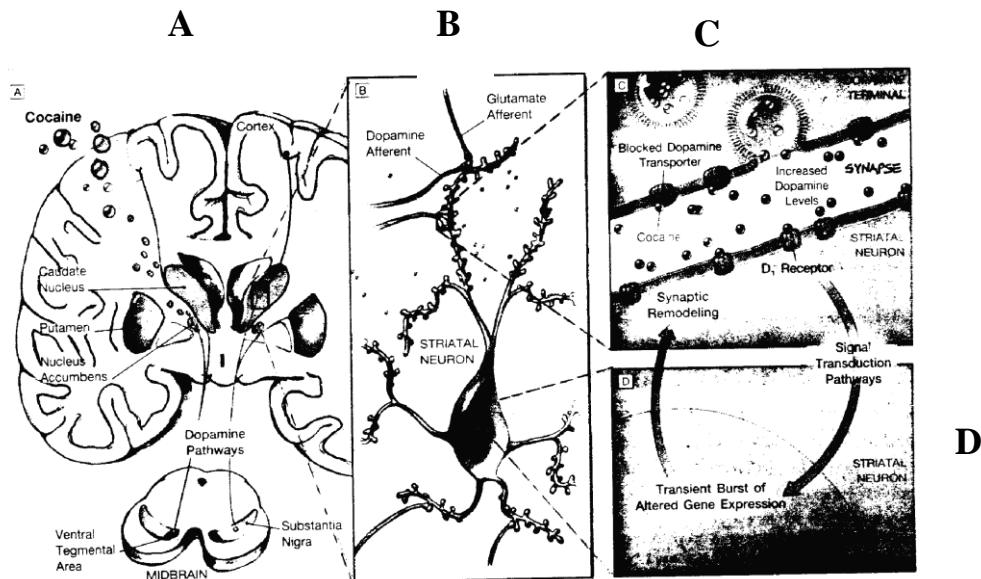 A
B
C
A
Cocaine
Cortex
Caudate
Nucleus
Putamen
Nucleus
Accumbens
Dopamine
Pathways
Ventral
Tegmental
Area
Substantia
Nigra
MIDBRAIN
B
Glutamate
Afferent
Dopamine
Afferent
STRIATAL
NEURON
C
TERMINAL
Blocked Dopamine
Transporter
SYNAPSE
Increased
Dopamine
Levels
Cocaine
STRIATAL
NEURON
D₁ Receptor
Synaptic
Remodeling
Signal
Transduction
Pathways
D
D
STRIATAL
NEURON
Transient Burst of
Altered Gene Expression